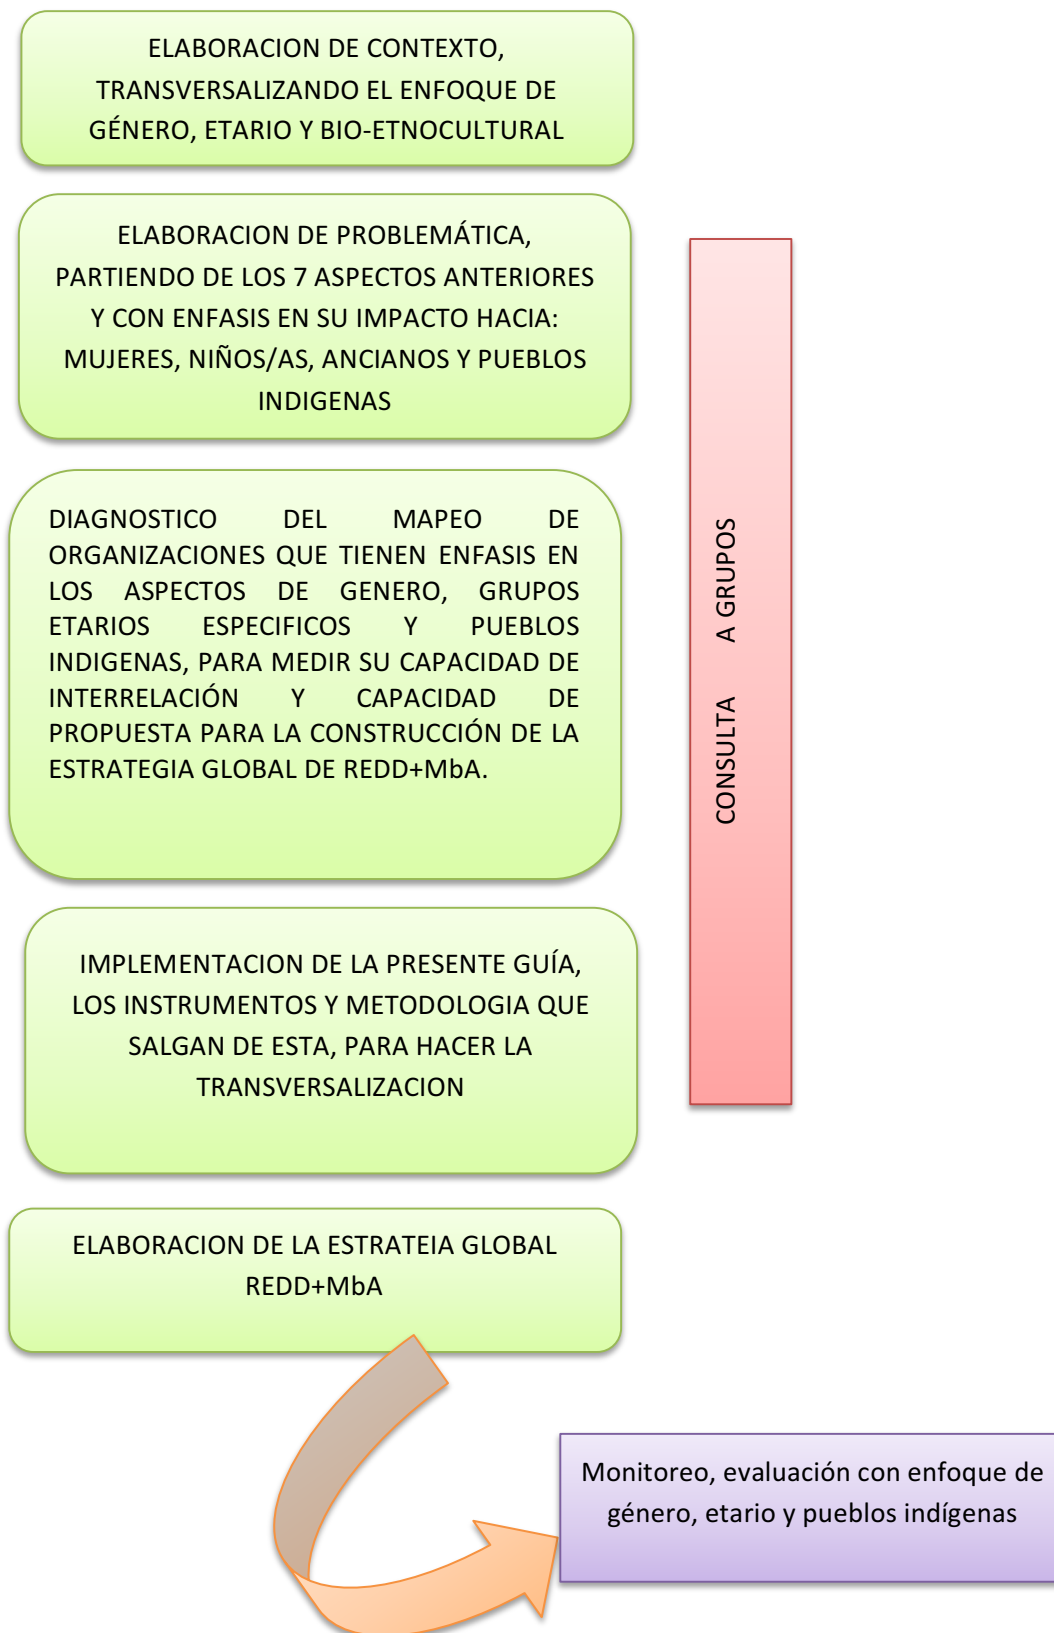 ELABORACION DE CONTEXTO,
TRANSVERSALIZANDO EL ENFOQUE DE
GÉNERO, ETARIO Y BIO-ETNOCULTURAL
ELABORACION DE PROBLEMÁTICA,
PARTIENDO DE LOS 7 ASPECTOS ANTERIORES
Y CON ENFASIS EN SU IMPACTO HACIA:
MUJERES, NIÑOS/AS, ANCIANOS Y PUEBLOS
INDIGENAS
DIAGNOSTICO DEL MAPEO DE
ORGANIZACIONES QUE TIENEN ENFASIS EN
LOS ASPECTOS DE GENERO, GRUPOS
ETARIOS ESPECIFICOS Y PUEBLOS
INDIGENAS, PARA MEDIR SU CAPACIDAD DE
INTERRELACIÓN Y CAPACIDAD DE
PROPUESTA PARA LA CONSTRUCCIÓN DE LA
ESTRATEGIA GLOBAL DE REDD+MbA.
CONSULTA A GRUPOS
IMPLEMENTACION DE LA PRESENTE GUÍA,
LOS INSTRUMENTOS Y METODOLOGIA QUE
SALGAN DE ESTA, PARA HACER LA
TRANSVERSALIZACION
ELABORACION DE LA ESTRATEIA GLOBAL
REDD+MbA
Monitoreo, evaluación con enfoque de
género, etario y pueblos indígenas